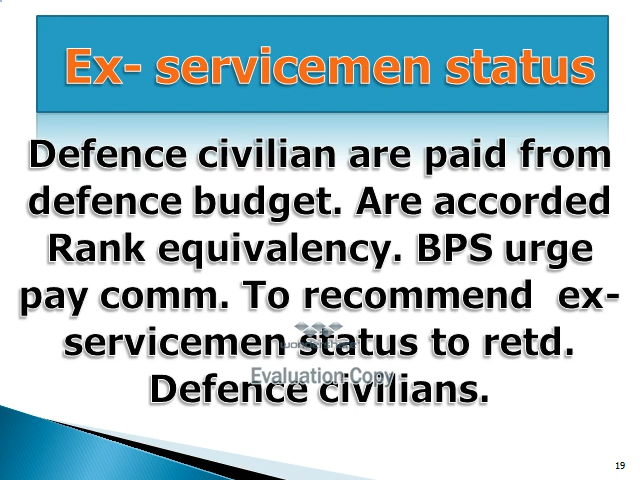 Ex- servicemen status
Defence civilian are paid from
defence budget. Are accorded
Rank equivalency. BPS urge
pay comm. To recommend ex-
servicemen status to retd.
Evaluation Copy
Defence civilians.
19